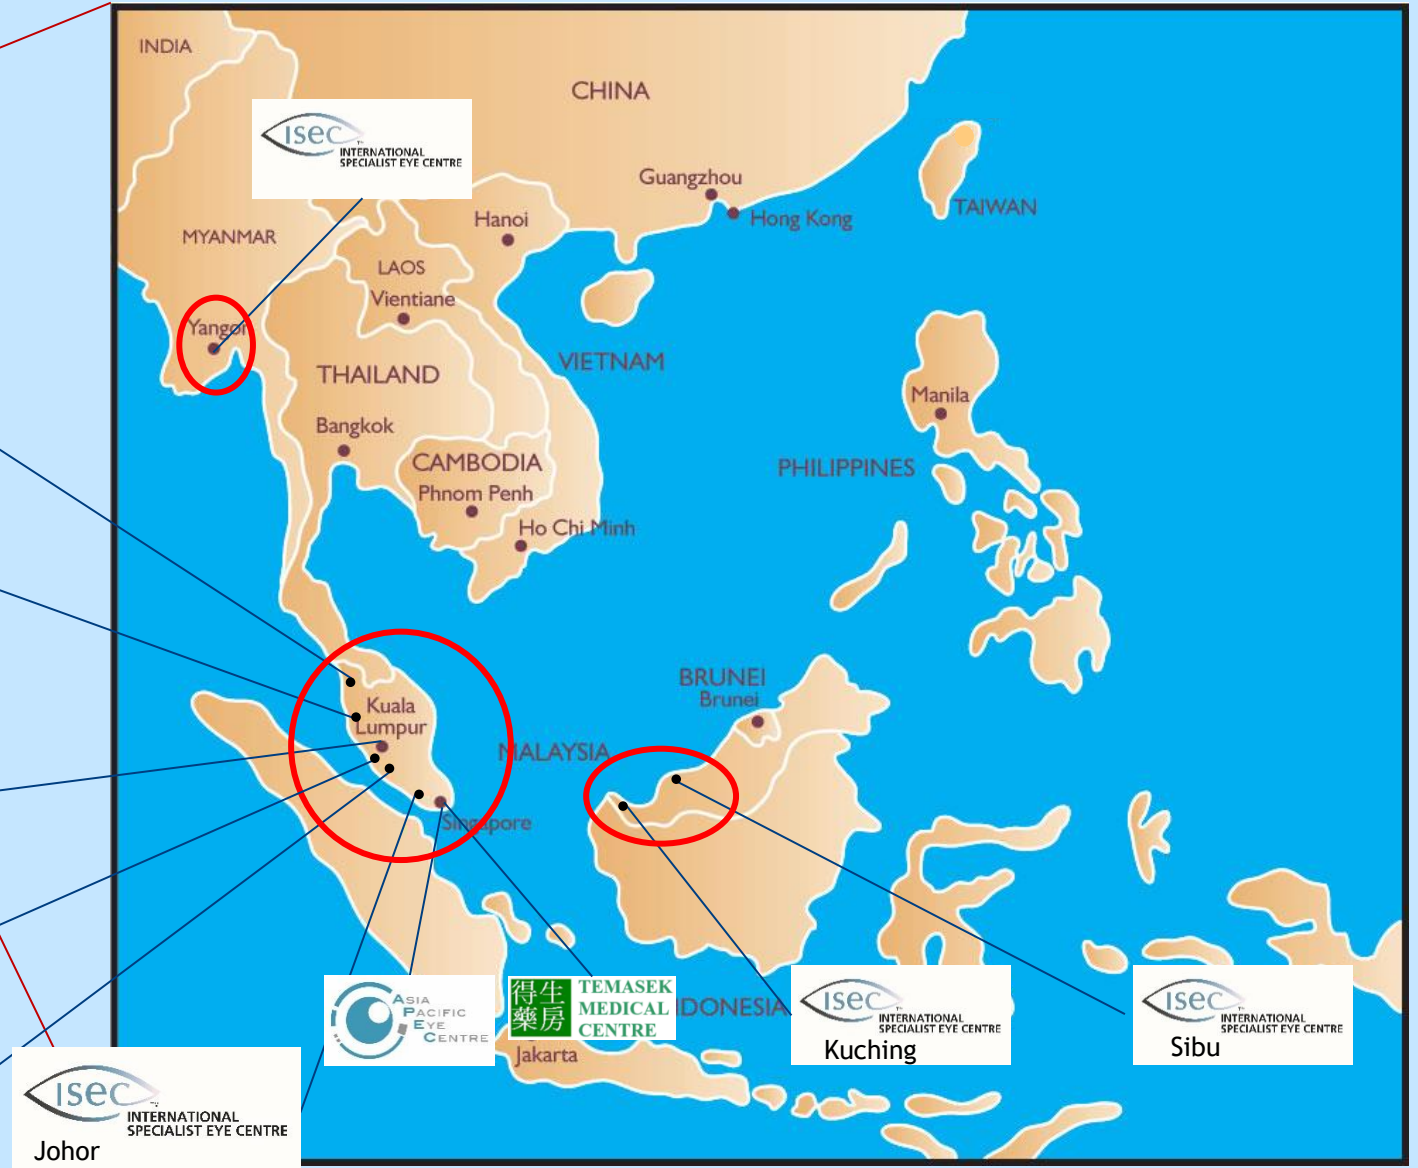 INDIA
CHINA
ISEC
INTERNATIONAL
SPECIALIST EYE CENTRE
Guangzhou
Hong Kong
TAIWAN
Hanoi
MYANMAR
LAOS
Vientiane
Yangon
VIETNAM
THAILAND
Manila
Bangkok
CAMBODIA
PHILIPPINES
Phnom Penh
Ho Chi Minh
BRUNEI
Brunei
Kuala
Lumpur
MALAYSIA
Singapore
ASIA
PACIFIC
EYE
CENTRE
得生
藥房
TEMASEK
MEDICAL
CENTRE
NDONESIA
Jakarta
ISEC
INTERNATIONAL
SPECIALIST EYE CENTRE
Kuching
ISEC
INTERNATIONAL
SPECIALIST EYE CENTRE
Sibu
ISEC
TM
INTERNATIONAL
SPECIALIST EYE CENTRE
Johor